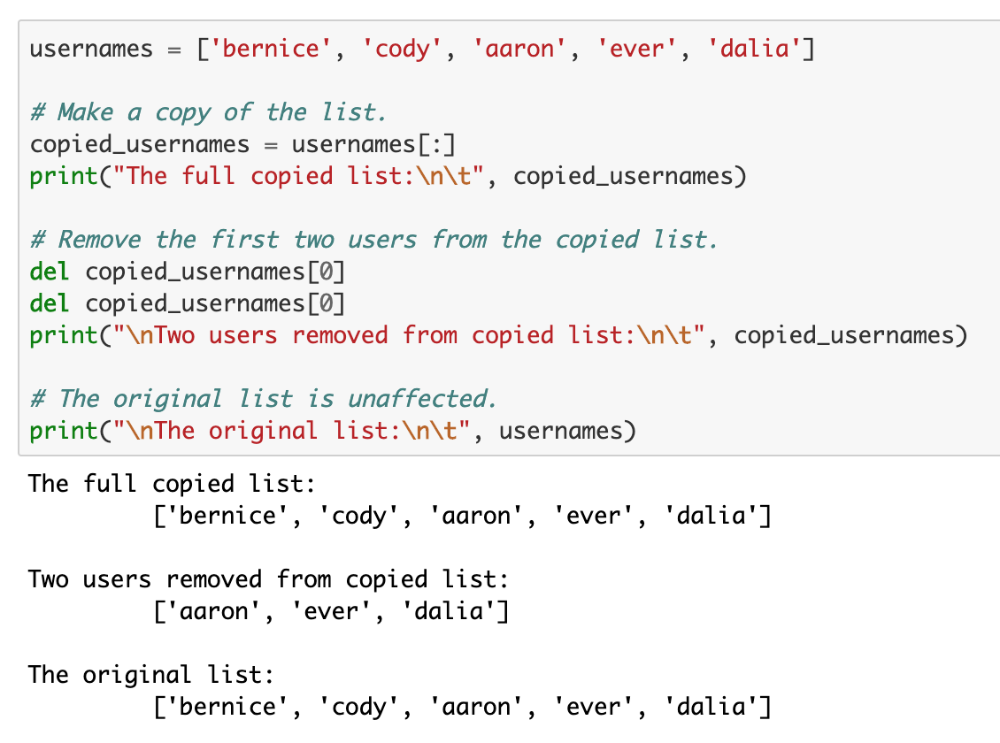 usernames = ['bernice', 'cody', 'aaron', 'ever', 'dalia']
# Make a copy of the list.
copied_usernames = usernames[:]
print("The full copied list:\n\t", copied_usernames)
# Remove the first two users from the copied list.
del copied_usernames[0]
del copied_usernames[0]
print("\nTwo users removed from copied list:\n\t", copied_usernames)
# The original list is unaffected.
print("\nThe original list:\n\t", usernames)
The full copied list:
['bernice', 'cody', 'aaron', 'ever', 'dalia']
Two users removed from copied list:
['aaron', 'ever', 'dalia']
The original list:
['bernice', 'cody', 'aaron', 'ever', 'dalia']